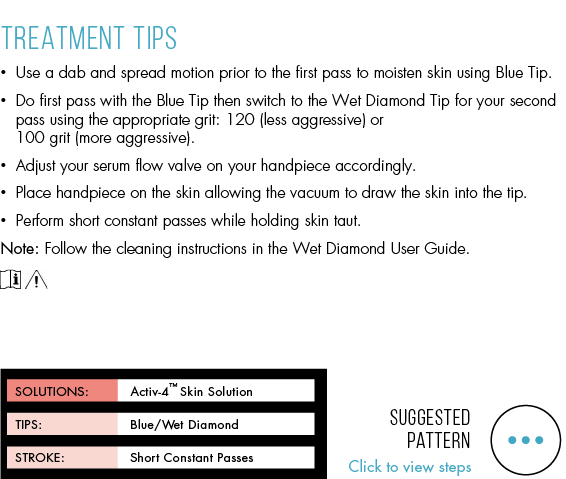 TREATMENT TIPS
• Use a dab and spread motion prior to the first pass to moisten skin using Blue Tip.
• Do first pass with the Blue Tip then switch to the Wet Diamond Tip for your second
pass using the appropriate grit: 120 (less aggressive) or
100 grit (more aggressive).
• Adjust your serum flow valve on your handpiece accordingly.
• Place handpiece on the skin allowing the vacuum to draw the skin into the tip.
• Perform short constant passes while holding skin taut.
Note: Follow the cleaning instructions in the Wet Diamond User Guide.
SOLUTIONS: Activ-4™ Skin Solution
TIPS: Blue/Wet Diamond
STROKE: Short Constant Passes
SUGGESTED
PATTERN
Click to view steps